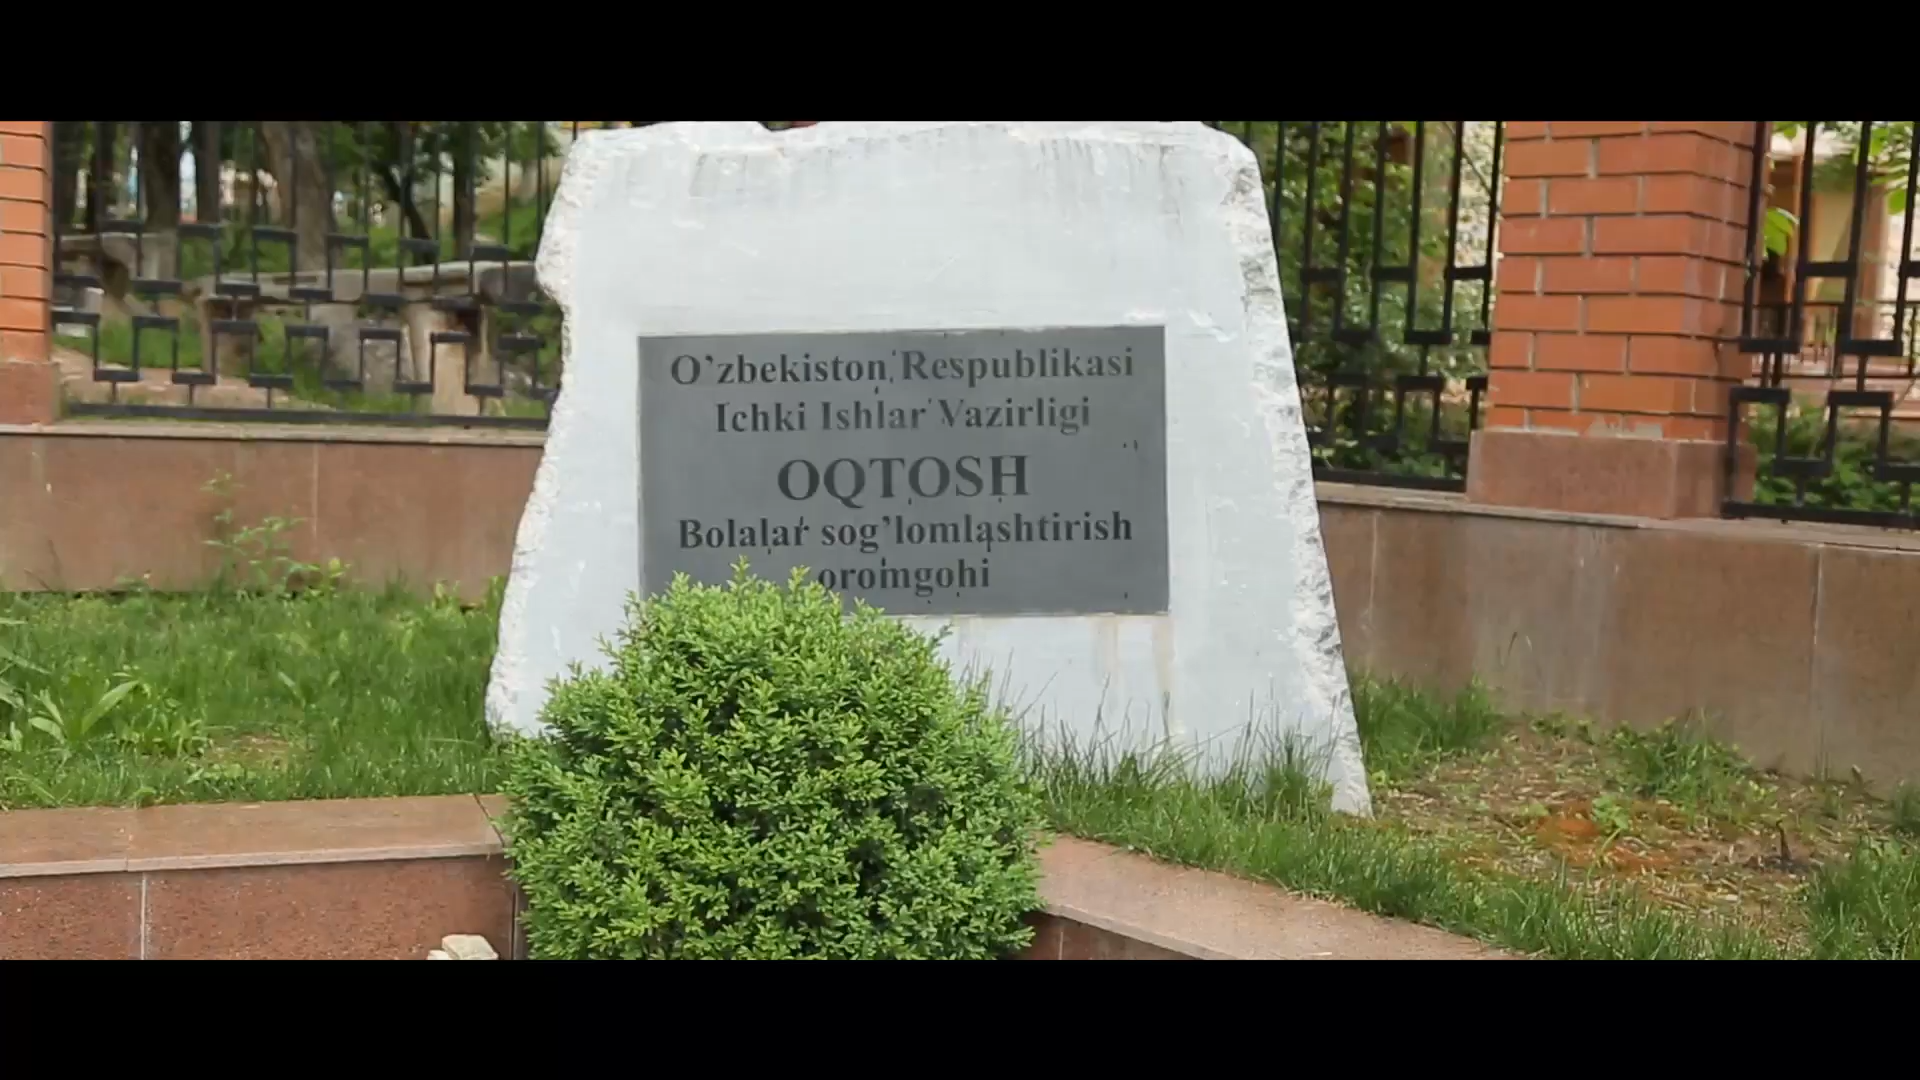 O'zbekiston Respublikasi
Ichki Ishlar Vazirligi
OQTOSH
Bolalar sog'lomlashtirish
oromgohi